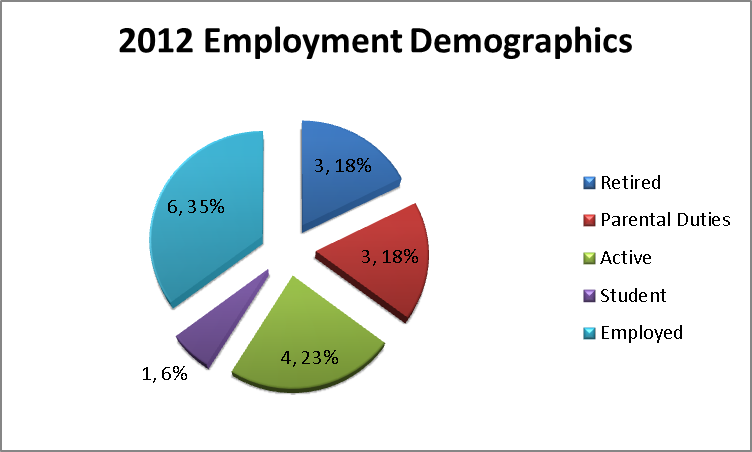 2012 Employment Demographics
3, 18%
6, 35%
3, 18%
4, 23%
1, 6%
Retired
Parental Duties
Active
Student
Employed